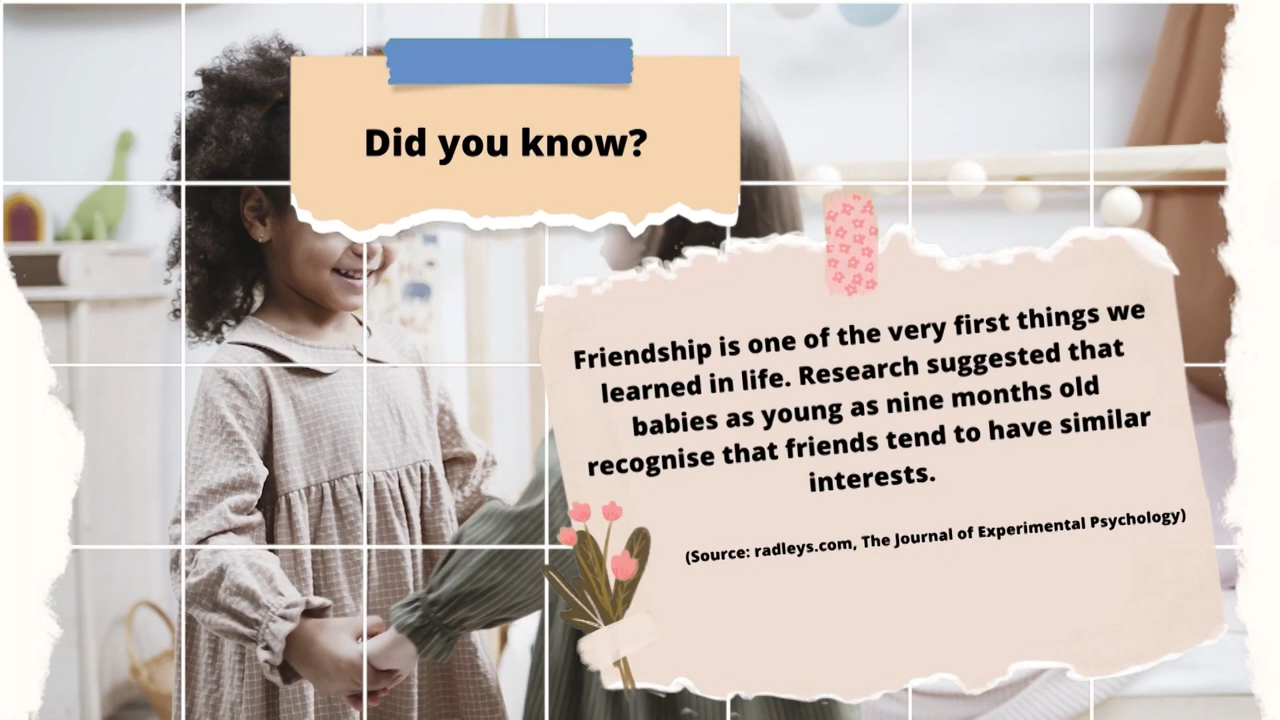 Did you know?
Friendship is one of the very first things we
learned in life. Research suggested that
babies as young as nine months old
recognise that friends tend to have similar
interests.
(Source: radleys.com, The Journal of Experimental Psychology)